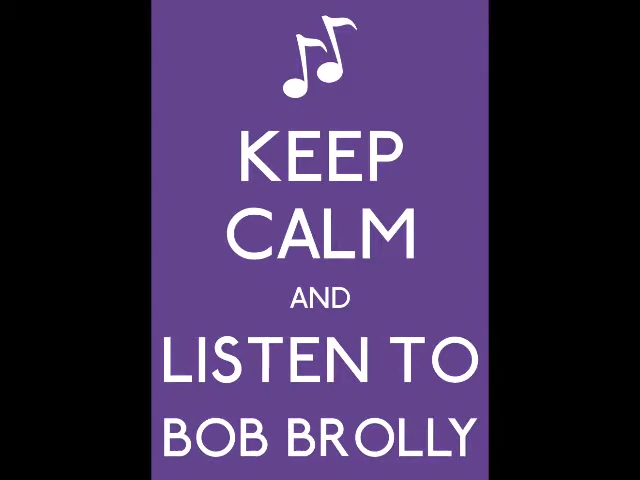 KEEP
CALM
AND
LISTEN TO
BOB BROLLY